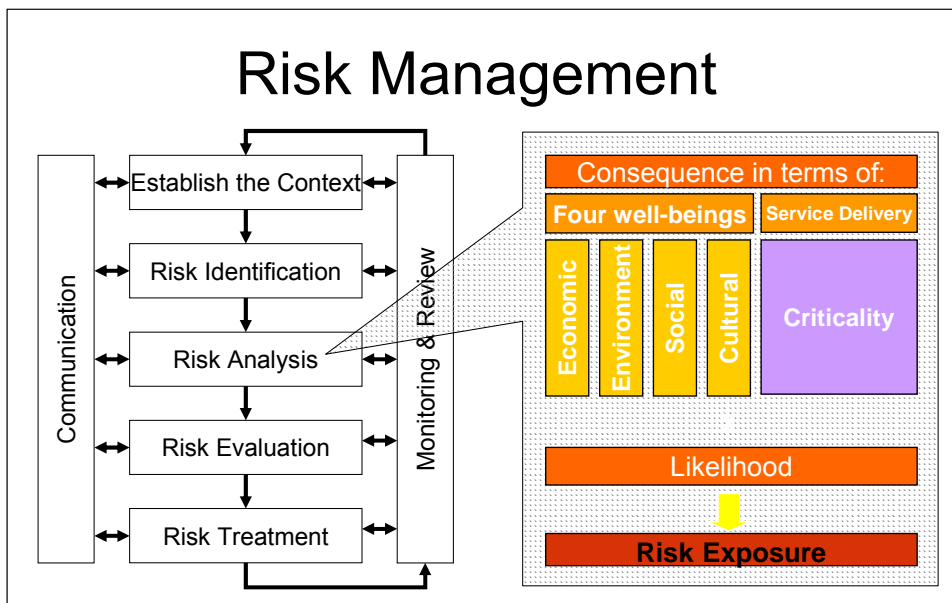 Risk Management
Communication
Establish the Context
Risk Identification
Risk Analysis
Risk Evaluation
Risk Treatment
Monitoring & Review
Consequence in terms of:
Four well-beings
Service Delivery
Economic
Environment
Social
Cultural
Criticality
Likelihood
Risk Exposure